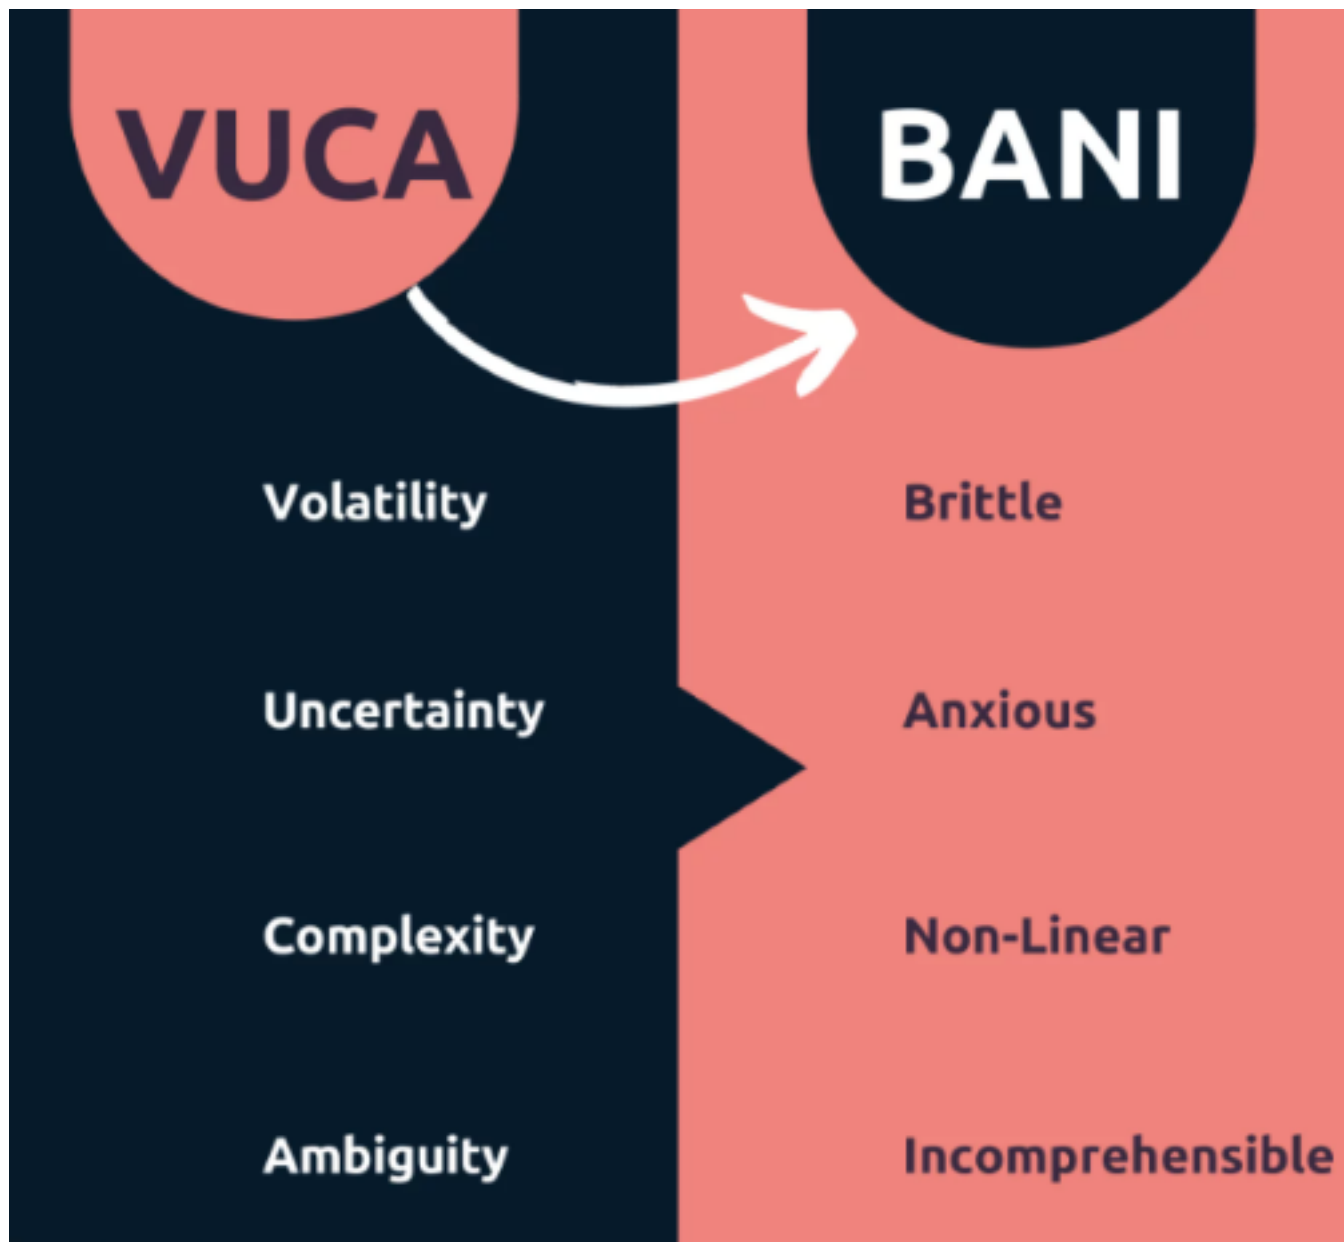 VUCA
Volatility
Uncertainty
Complexity
Ambiguity
BANI
Brittle
Anxious
Non-Linear
Incomprehensible